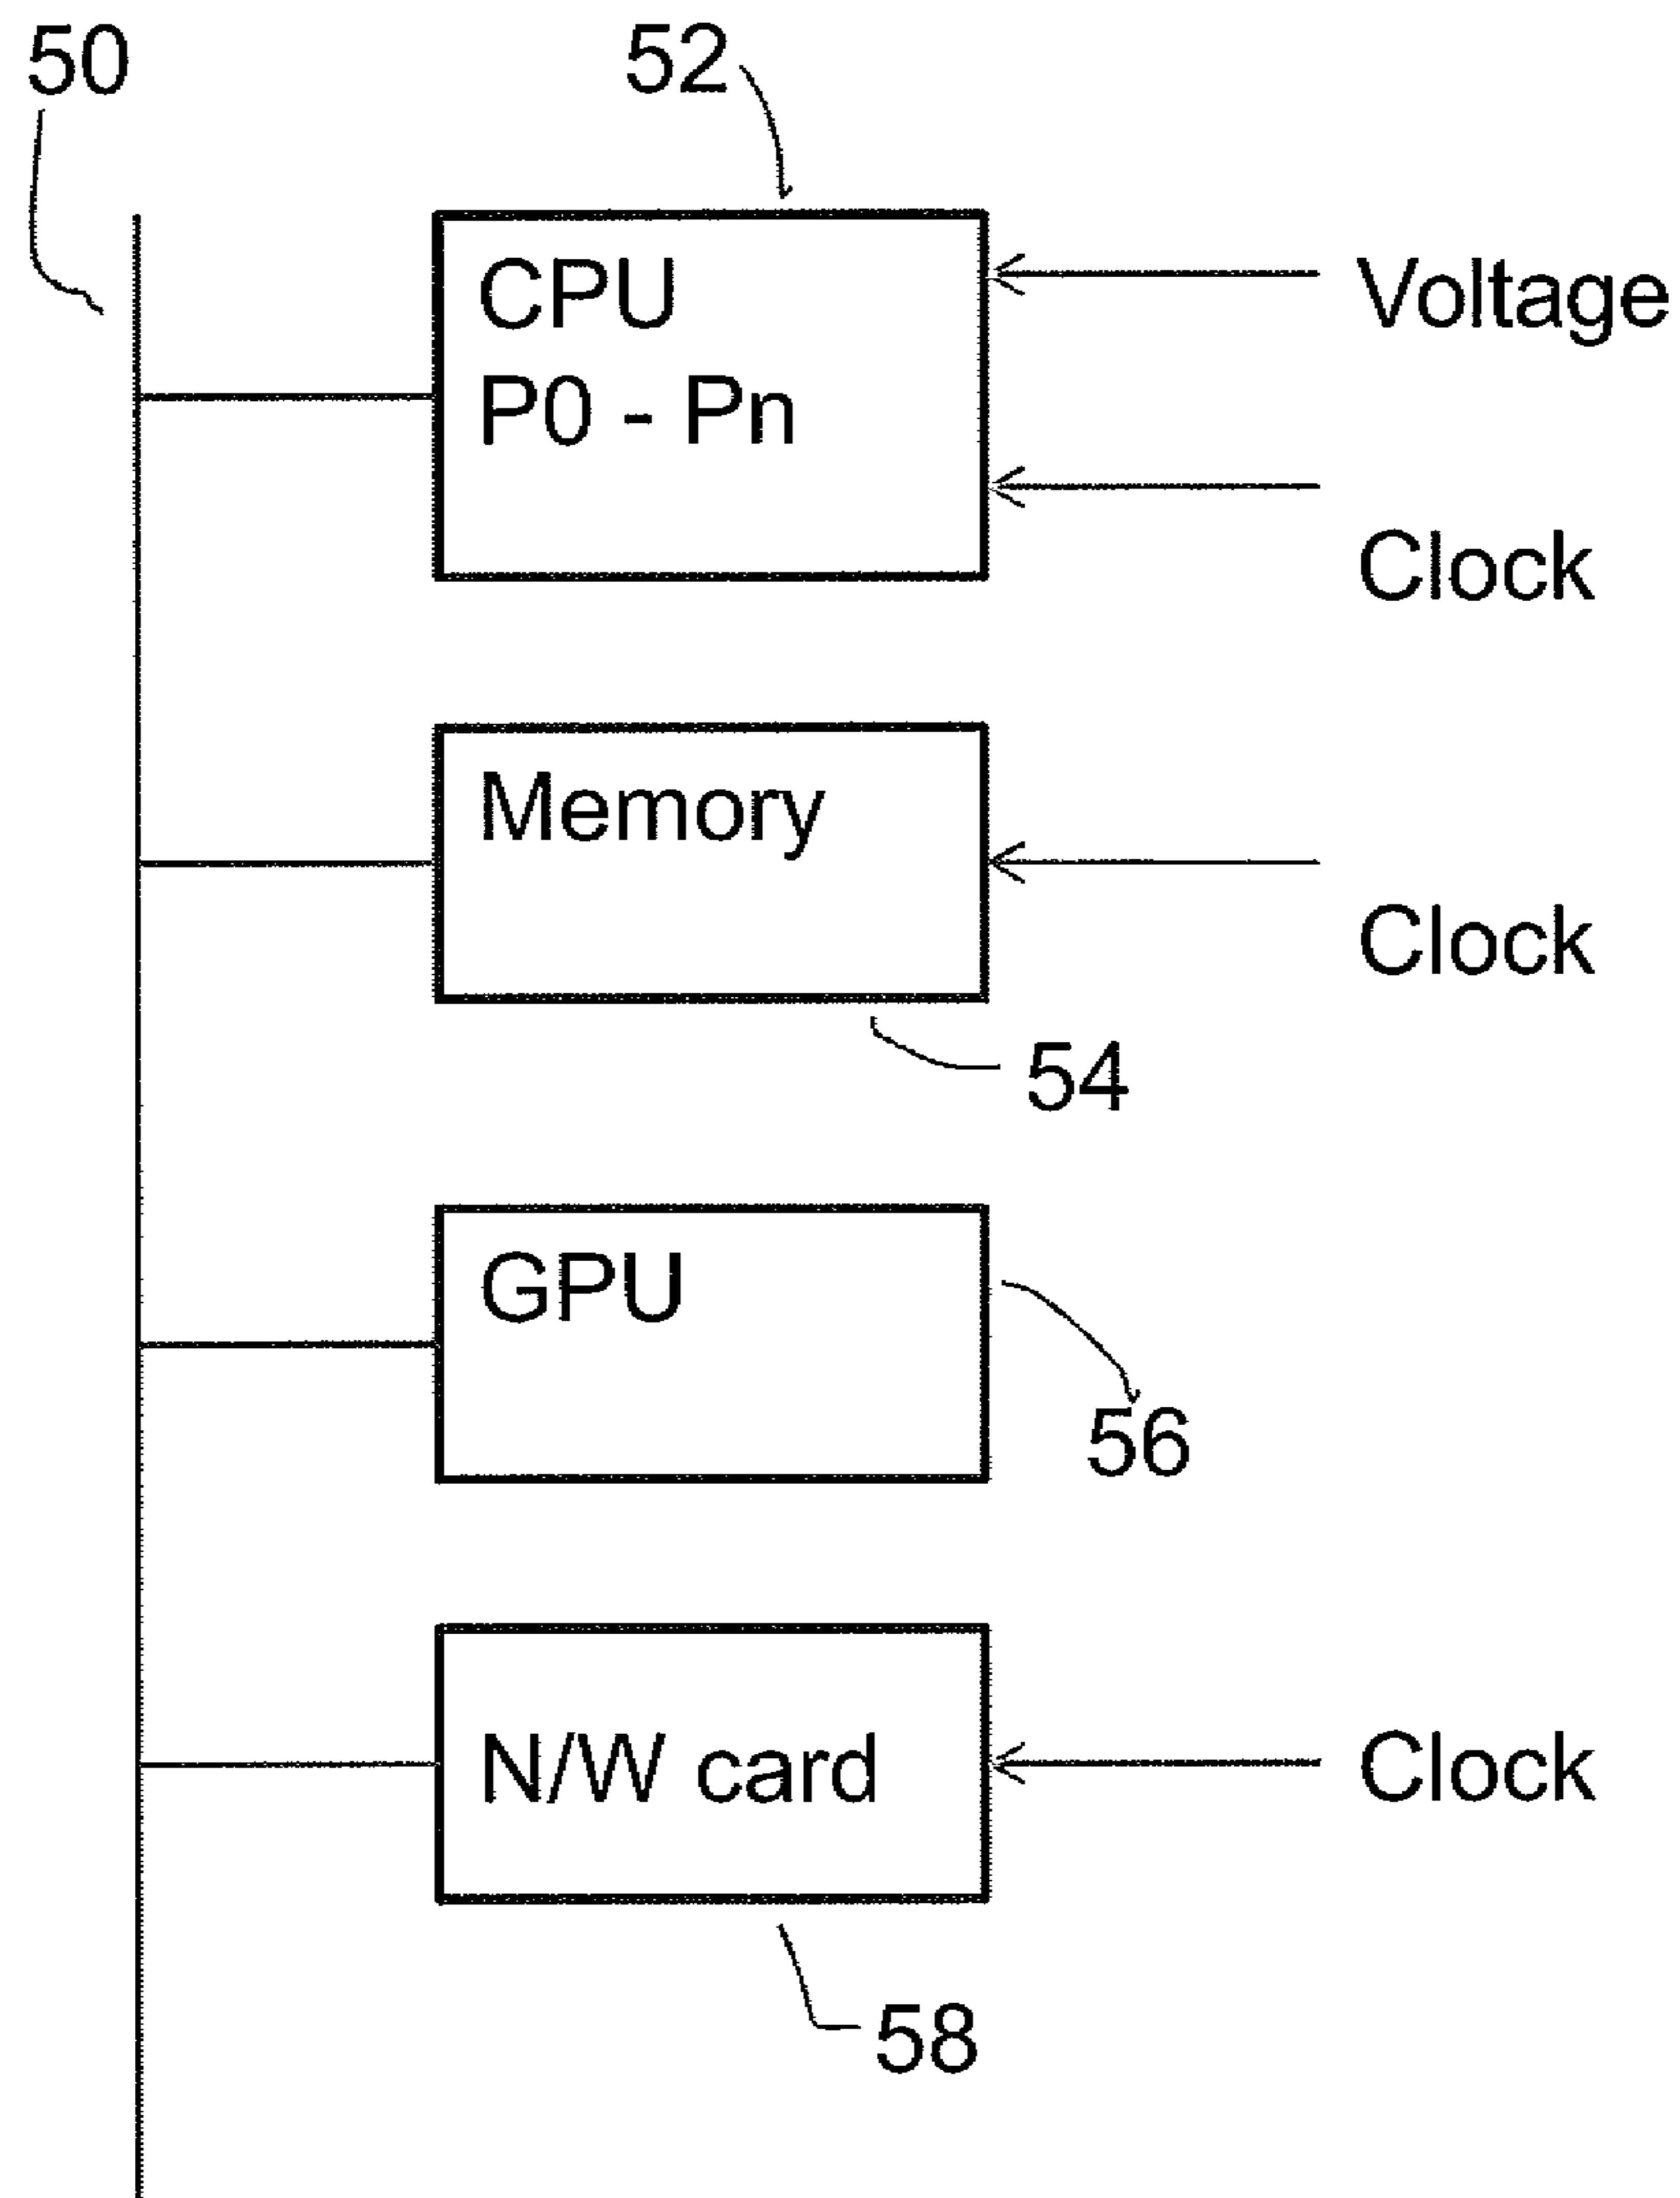 50
52
CPU
P0 - Pn
Voltage
Clock
Memory
Clock
54
GPU
56
N/W card
Clock
58